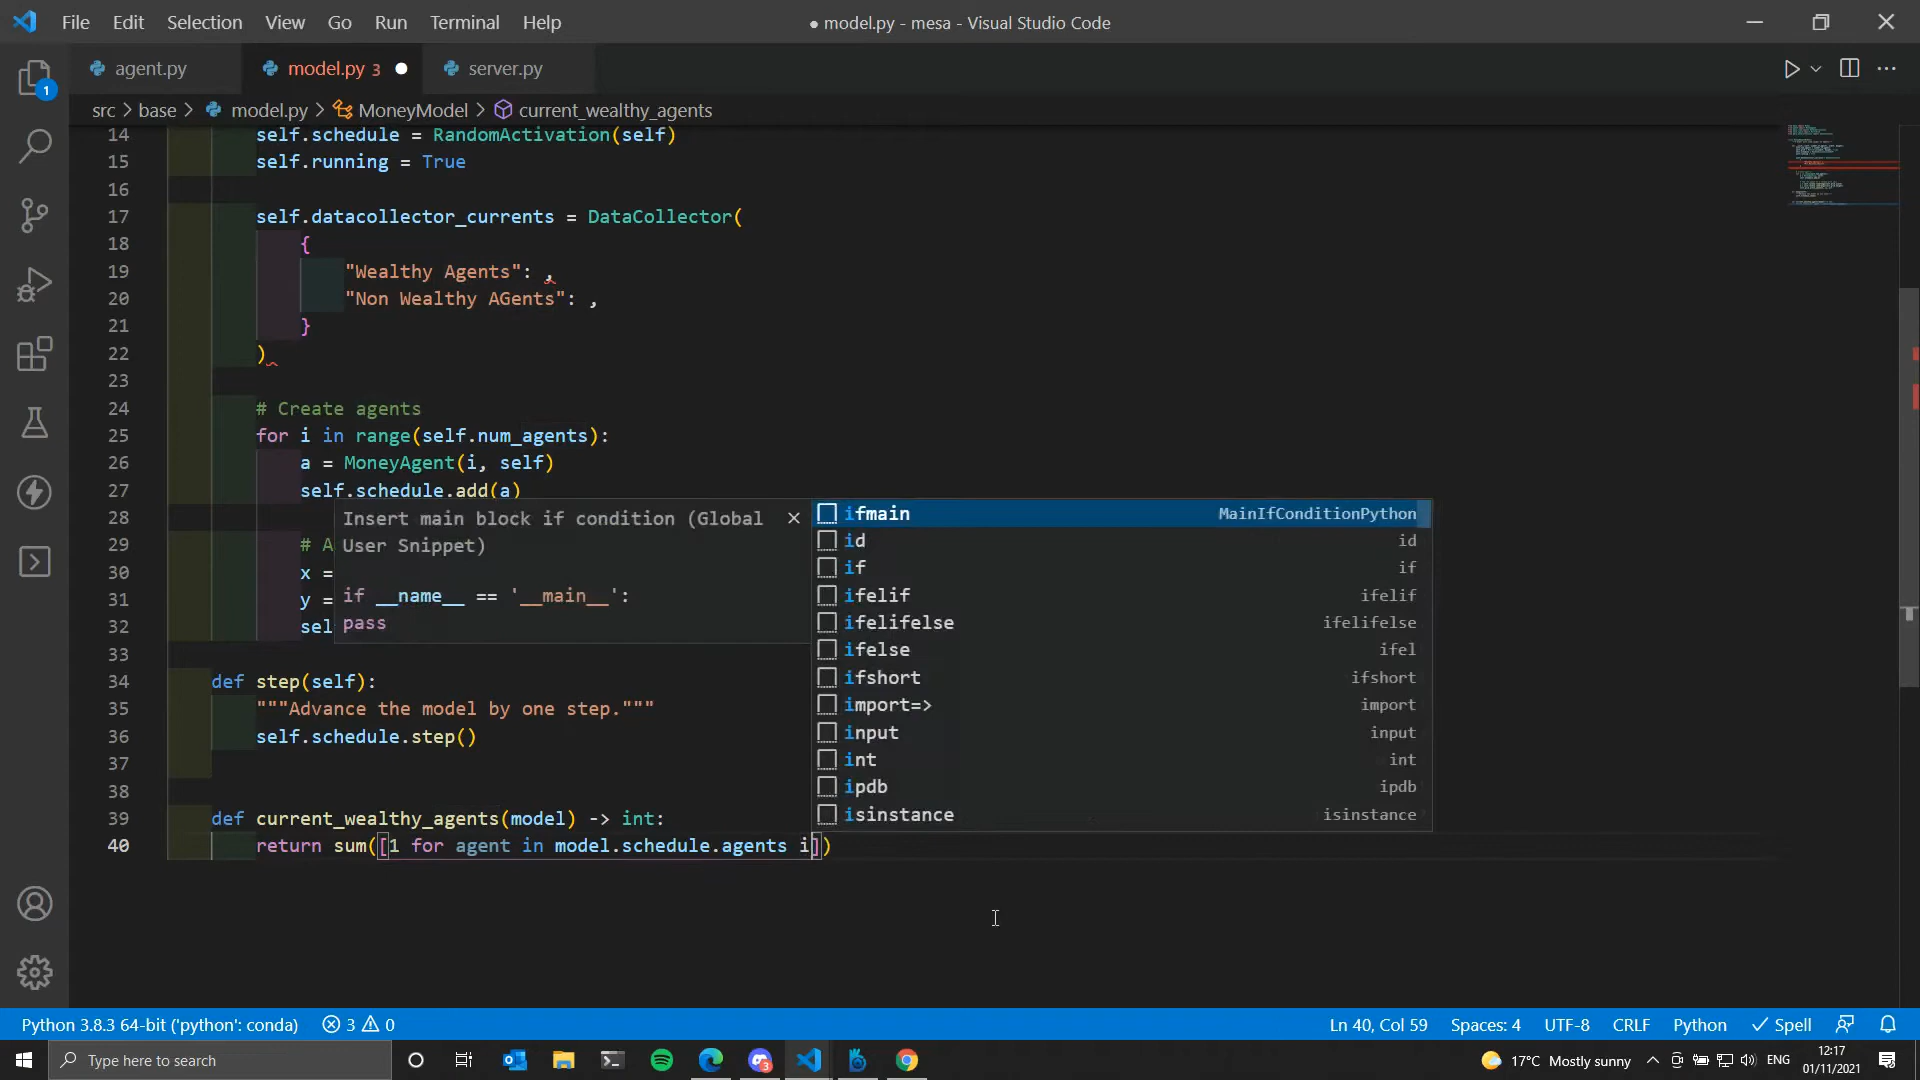 File Edit Selection View Go Run Terminal Help
● model.py - mesa - Visual Studio Code
agent.py model.py 3 ● server.py
1
src > base > model.py > MoneyModel > current_wealthy_agents
14 self.schedule = RandomActivation(self)
15 self.running = True
16
17 self.datacollector_currents = DataCollector(
18 {
19 "Wealthy Agents": ,
20 "Non Wealthy AGents": ,
21 }
22 )
23
24 # Create agents
25 for i in range(self.num_agents):
26 a = MoneyAgent(i, self)
27 self.schedule.add(a)
28
29 # A
30 x =
31 y =
32 sel
33
34 def step(self):
35 """Advance the model by one step."""
36 self.schedule.step()
37
38
39 def current_wealthy_agents(model) -> int:
40 return sum([1 for agent in model.schedule.agents i])
Insert main block if condition (Global
User Snippet)
if __name__ == '__main__':
pass
ifmain MainIfConditionPython
id id
if if
ifelif ifelif
ifelifelse ifelifelse
ifelse ifel
ifshort ifshort
import=> import
input input
int int
ipdb ipdb
isinstance isinstance
Python 3.8.3 64-bit ('python': conda) 3 0
Ln 40, Col 59 Spaces: 4 UTF-8 CRLF Python Spell
Type here to search
3
17°C Mostly sunny ENG
12:17
01/11/2021